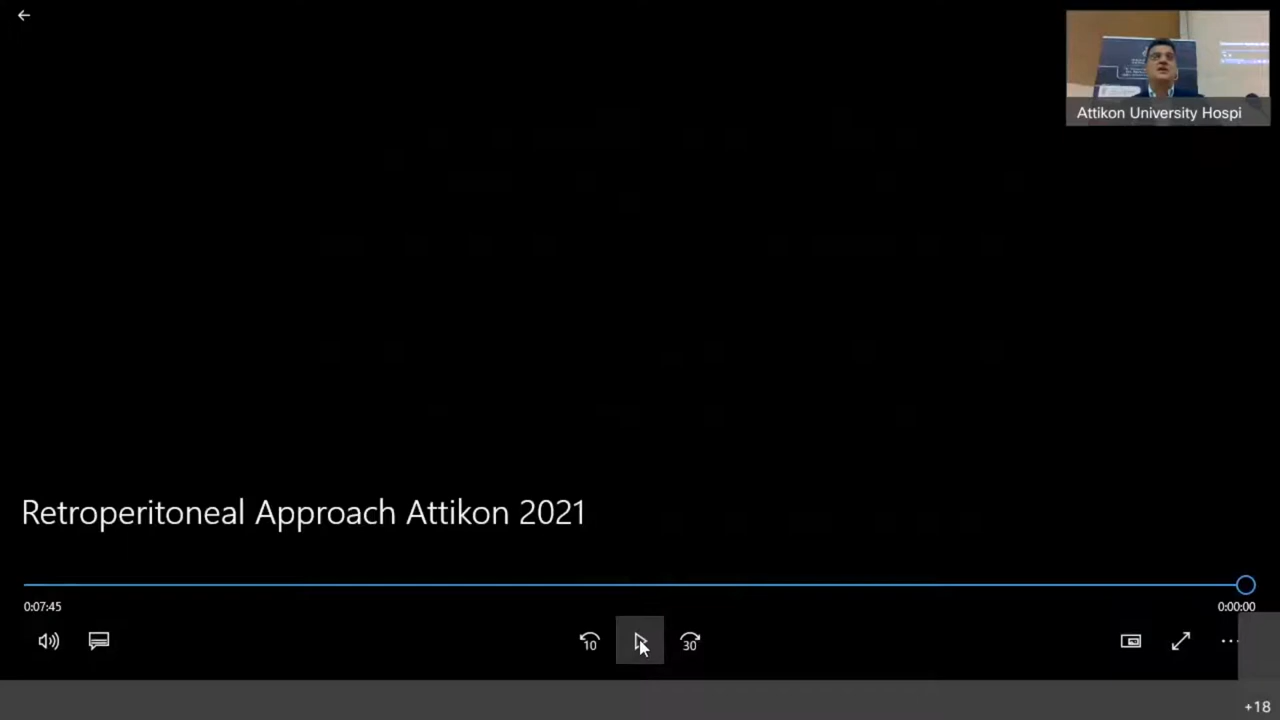 Attikon University Hospi
Retroperitoneal Approach Attikon 2021
0:07:45
0:00:00
10
30
+18